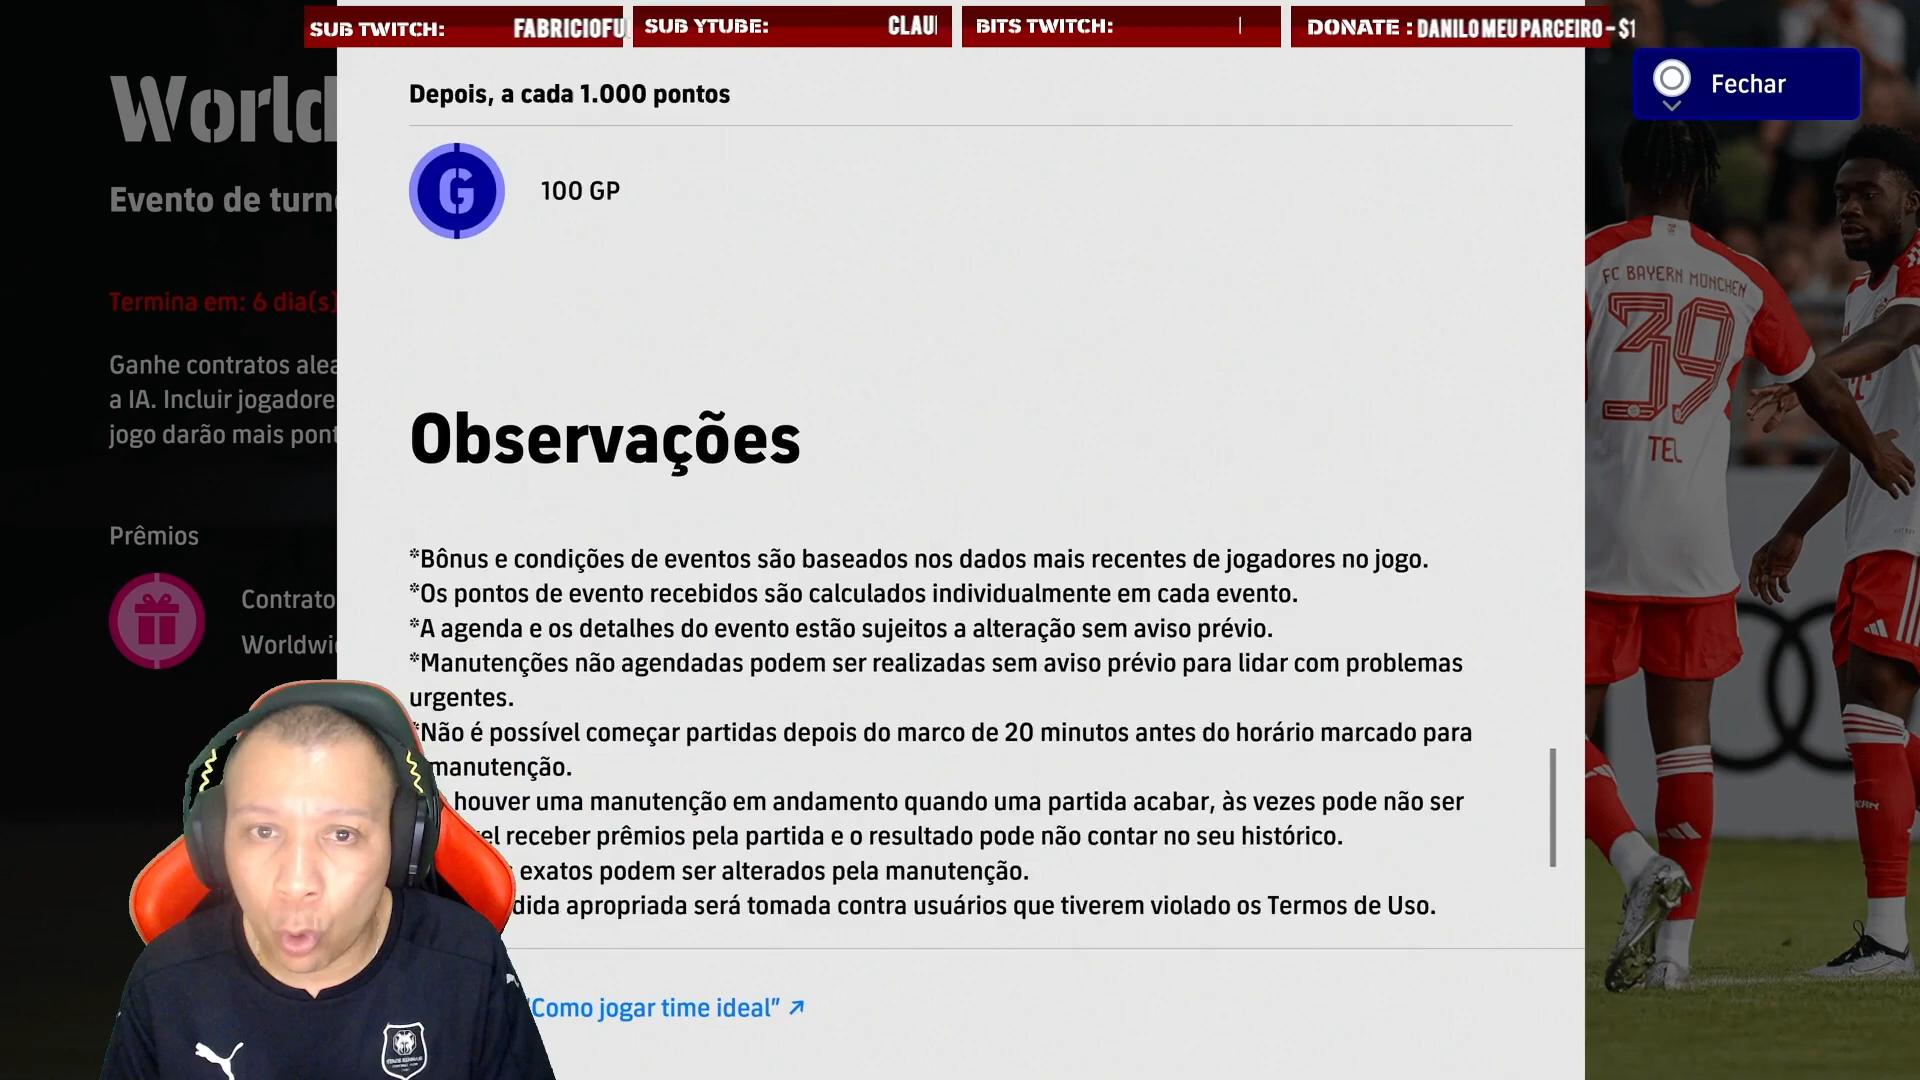 SUB TWITCH: FABRICIOFU
SUB YTUBE: CLAU
BITS TWITCH:
DONATE : DANILO MEU PARCEIRO - $1
Fechar
World
Evento de turn
Termina em: 6 dia(s)
Ganhe contratos alea
a IA. Incluir jogadore
jogo darão mais pont
Prêmios
Contrato
Worldwi
Depois, a cada 1.000 pontos
G
100 GP
Observações
*Bônus e condições de eventos são baseados nos dados mais recentes de jogadores no jogo.
*Os pontos de evento recebidos são calculados individualmente em cada evento.
*A agenda e os detalhes do evento estão sujeitos a alteração sem aviso prévio.
*Manutenções não agendadas podem ser realizadas sem aviso prévio para lidar com problemas
urgentes.
*Não é possível começar partidas depois do marco de 20 minutos antes do horário marcado para
manutenção.
houver uma manutenção em andamento quando uma partida acabar, às vezes pode não ser
el receber prêmios pela partida e o resultado pode não contar no seu histórico.
exatos podem ser alterados pela manutenção.
dida apropriada será tomada contra usuários que tiverem violado os Termos de Uso.
"Como jogar time ideal"
FC BAYERN MÜNCHEN
39
TEL